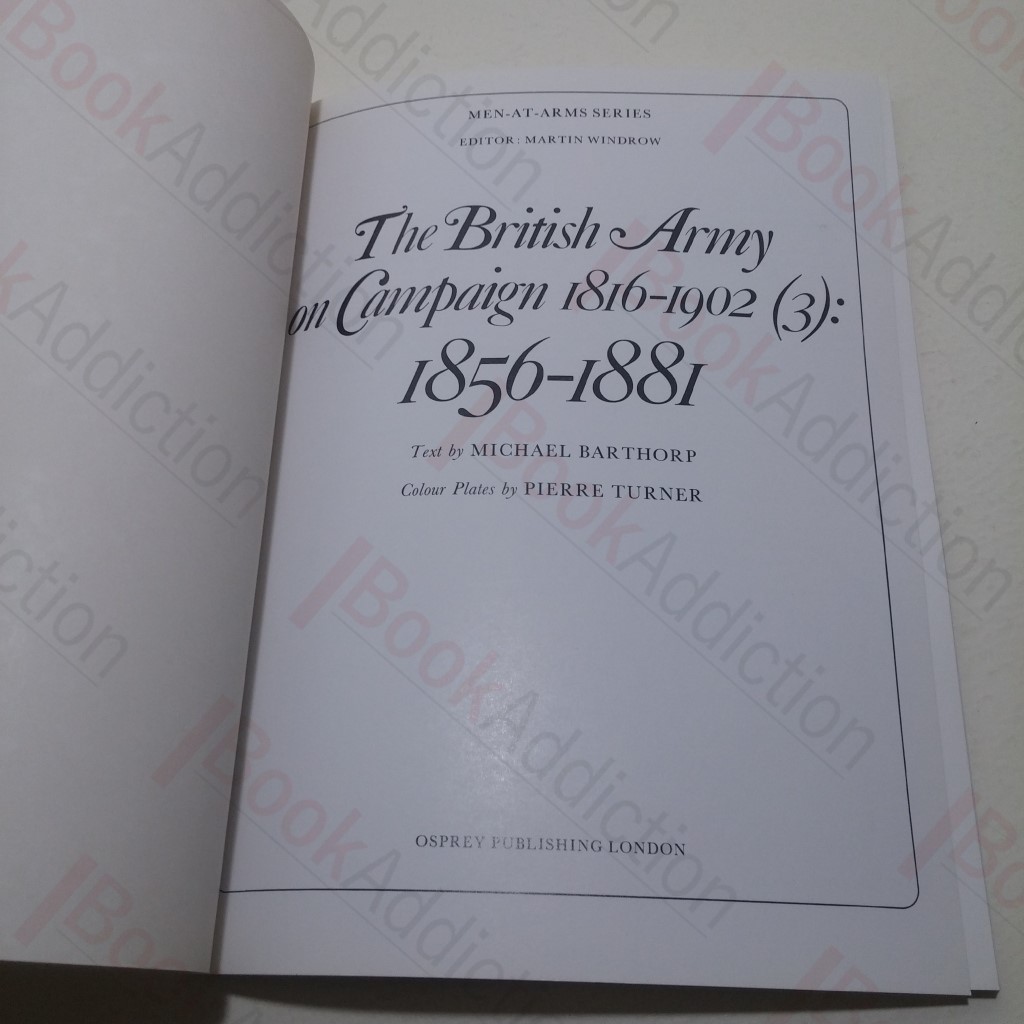 MEN-AT-ARMS SERIES
EDITOR: MARTIN WINDROW
The British Army
on Campaign 1816-1902 (3):
1856-1881
Text by MICHAEL BARTHORP
Colour Plates by PIERRE TURNER
OSPREY PUBLISHING LONDON
BookAddiction